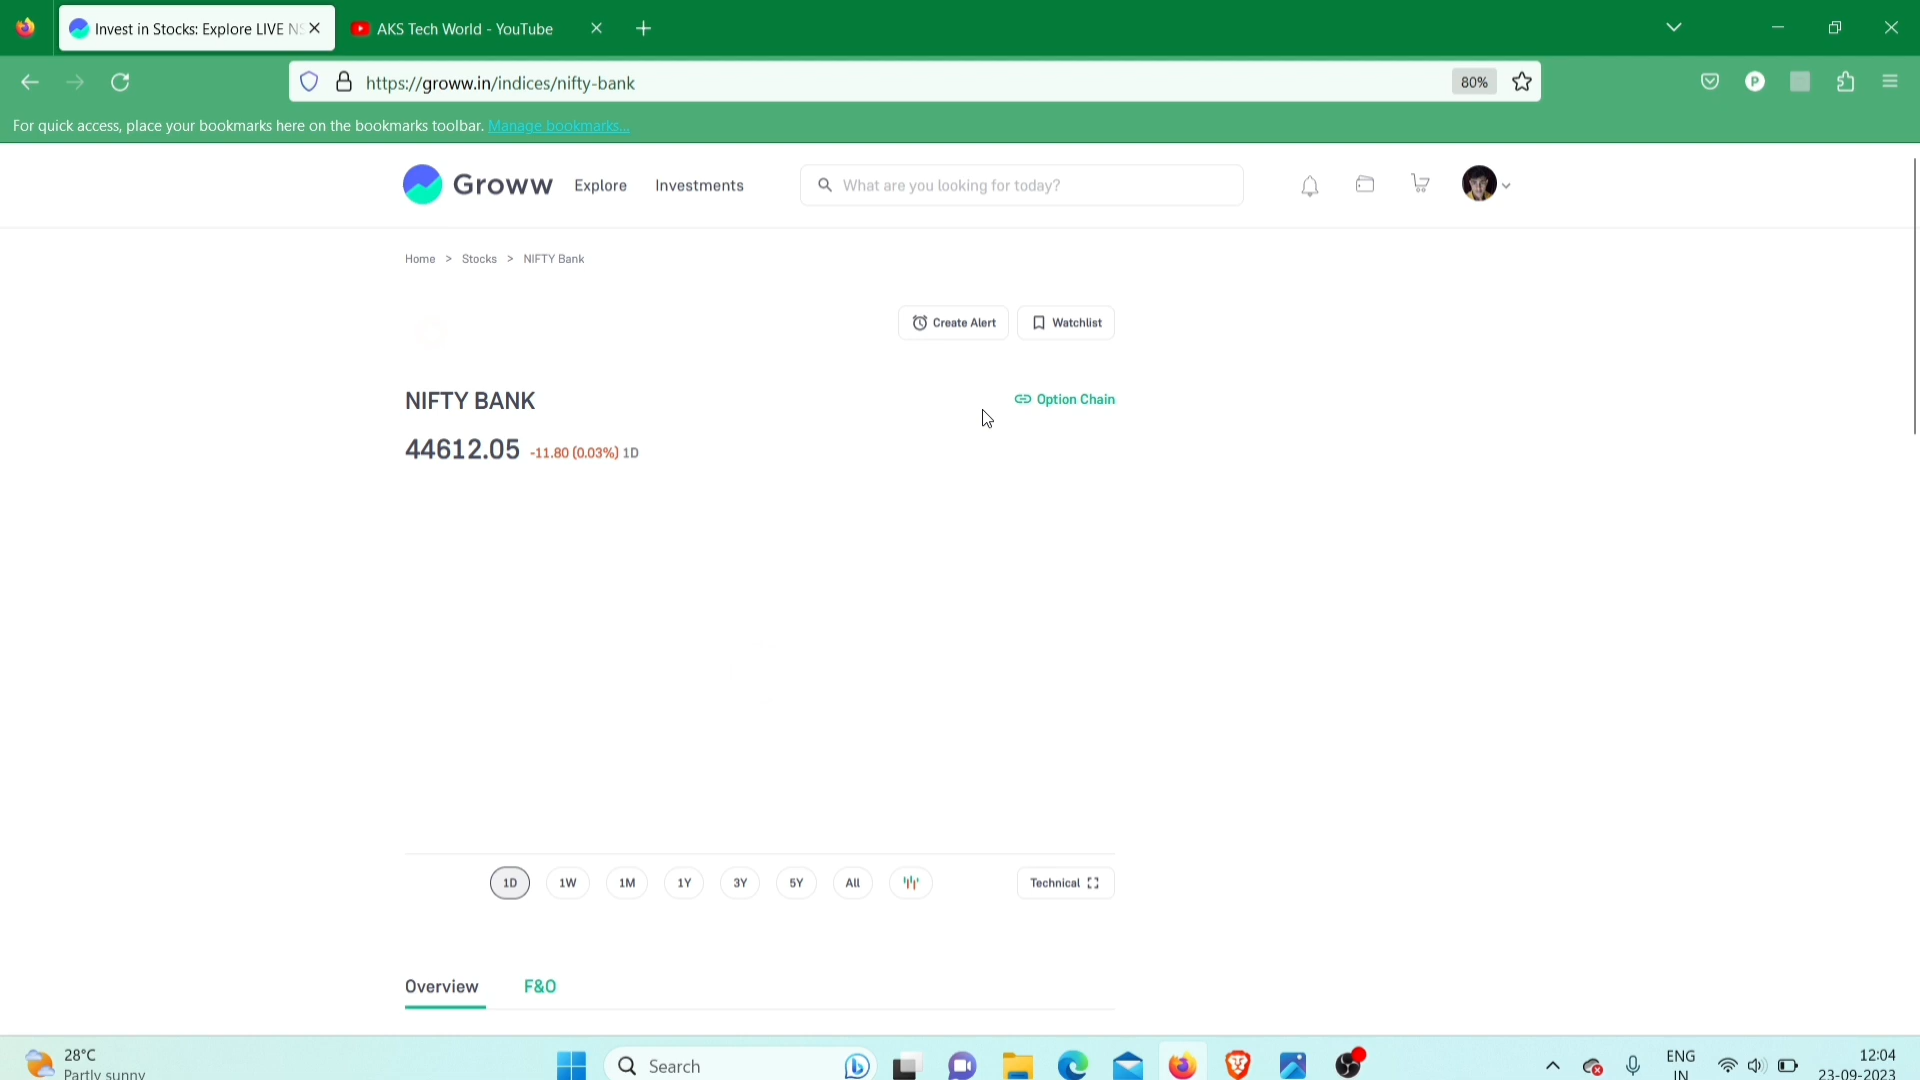 Invest in Stocks: Explore LIVE NS
AKS Tech World - YouTube
https://groww.in/indices/nifty-bank
80%
P
For quick access, place your bookmarks here on the bookmarks toolbar. Manage bookmarks...
Groww
Explore
Investments
What are you looking for today?
Home > Stocks > NIFTY Bank
Create Alert
Watchlist
NIFTY BANK
Option Chain
44612.05 -11.80 (0.03%) 1D
1D
1W
1M
1Y
3Y
5Y
All
Technical
Overview
F&O
28°C
Partly sunny
Search
ENG
IN
12:04
23-09-2023